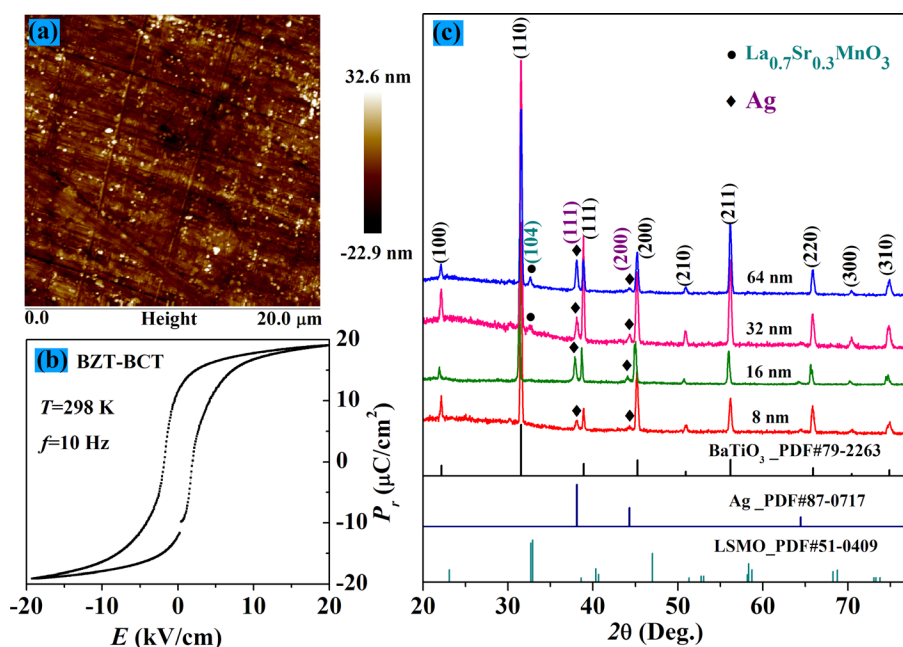 (a)
32.6 nm
-22.9 nm
0.0 Height 20.0 μm
(b) BZT-BCT
T=298 K
f=10 Hz
20
10
0
-10
-20
Pr (μC/cm²)
-20 -10 0 10 20
E (kV/cm)
(c)
La0.7Sr0.3MnO3
Ag
(100)
(110)
(104)
(111)
(111)
(200)
(200)
(210)
(211)
(220)
(300)
(310)
64 nm
32 nm
16 nm
8 nm
BaTiO3_PDF#79-2263
Ag_PDF#87-0717
LSMO_PDF#51-0409
20 30 40 50 60 70
2θ (Deg.)